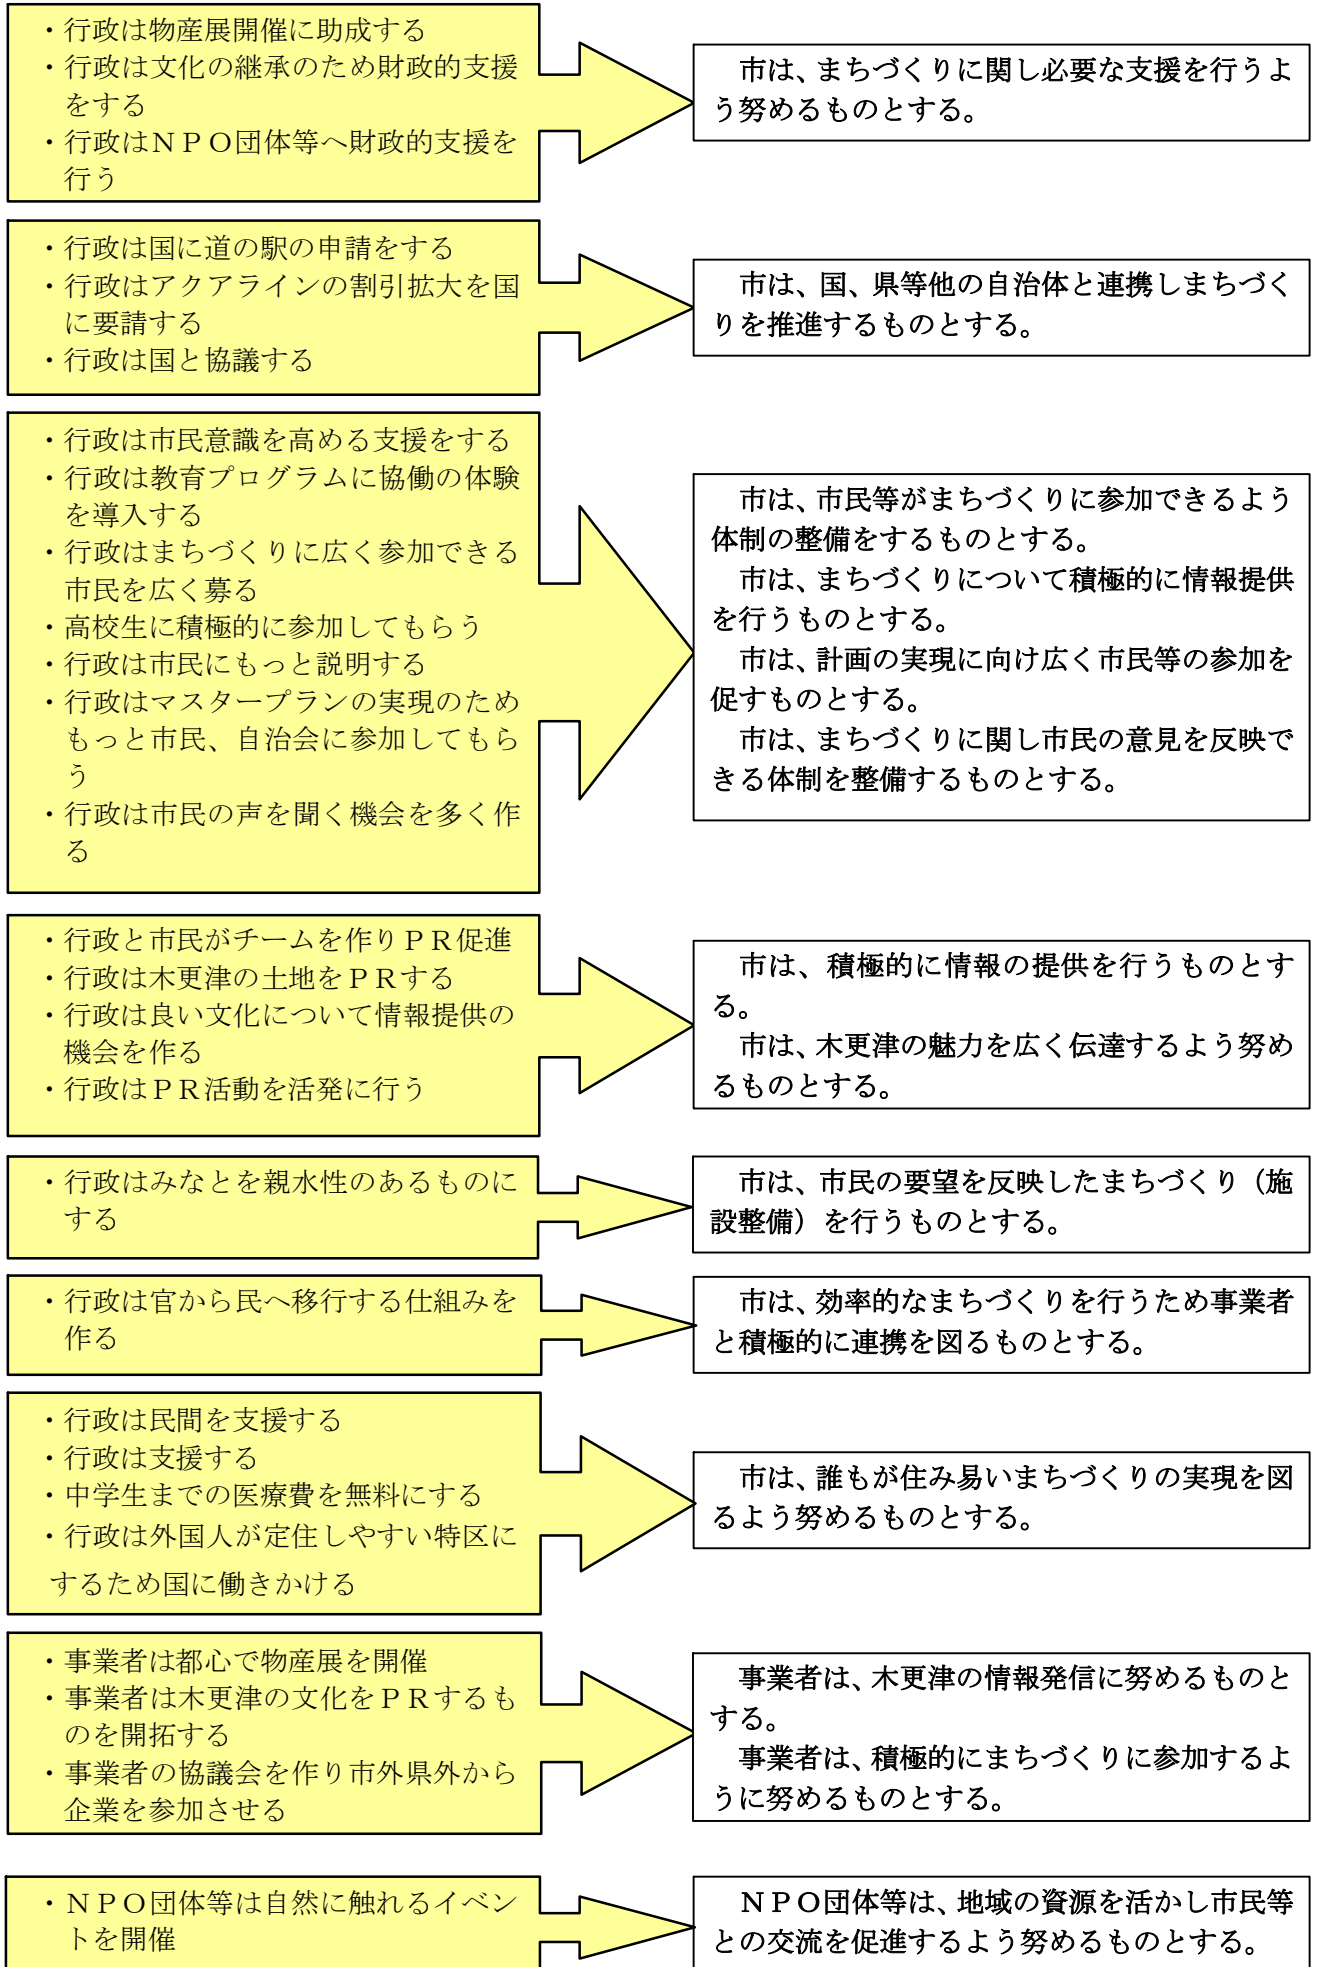 ・行政は物産展開催に助成する
・行政は文化の継承のため財政的支援
をする
・行政はＮＰＯ団体等へ財政的支援を
行う
市は、まちづくりに関し必要な支援を行うよ
う努めるものとする。
・行政は国に道の駅の申請をする
・行政はアクアラインの割引拡大を国
に要請する
・行政は国と協議する
市は、国、県等他の自治体と連携しまちづく
りを推進するものとする。
・行政は市民意識を高める支援をする
・行政は教育プログラムに協働の体験
を導入する
・行政はまちづくりに広く参加できる
市民を広く募る
・高校生に積極的に参加してもらう
・行政は市民にもっと説明する
・行政はマスタープランの実現のため
もっと市民、自治会に参加してもら
う
・行政は市民の声を聞く機会を多く作
る
市は、市民等がまちづくりに参加できるよう
体制の整備をするものとする。
市は、まちづくりについて積極的に情報提供
を行うものとする。
市は、計画の実現に向け広く市民等の参加を
促すものとする。
市は、まちづくりに関し市民の意見を反映で
きる体制を整備するものとする。
・行政と市民がチームを作りＰＲ促進
・行政は木更津の土地をＰＲする
・行政は良い文化について情報提供の
機会を作る
・行政はＰＲ活動を活発に行う
市は、積極的に情報の提供を行うものとす
る。
市は、木更津の魅力を広く伝達するよう努め
るものとする。
・行政はみなとを親水性のあるものに
する
市は、市民の要望を反映したまちづくり（施
設整備）を行うものとする。
・行政は官から民へ移行する仕組みを
作る
市は、効率的なまちづくりを行うため事業者
と積極的に連携を図るものとする。
・行政は民間を支援する
・行政は支援する
・中学生までの医療費を無料にする
・行政は外国人が定住しやすい特区に
するため国に働きかける
市は、誰もが住み易いまちづくりの実現を図
るよう努めるものとする。
・事業者は都心で物産展を開催
・事業者は木更津の文化をＰＲするも
のを開拓する
・事業者の協議会を作り市外県外から
企業を参加させる
事業者は、木更津の情報発信に努めるものと
する。
事業者は、積極的にまちづくりに参加するよ
うに努めるものとする。
・ＮＰＯ団体等は自然に触れるイベン
トを開催
ＮＰＯ団体等は、地域の資源を活かし市民等
との交流を促進するよう努めるものとする。